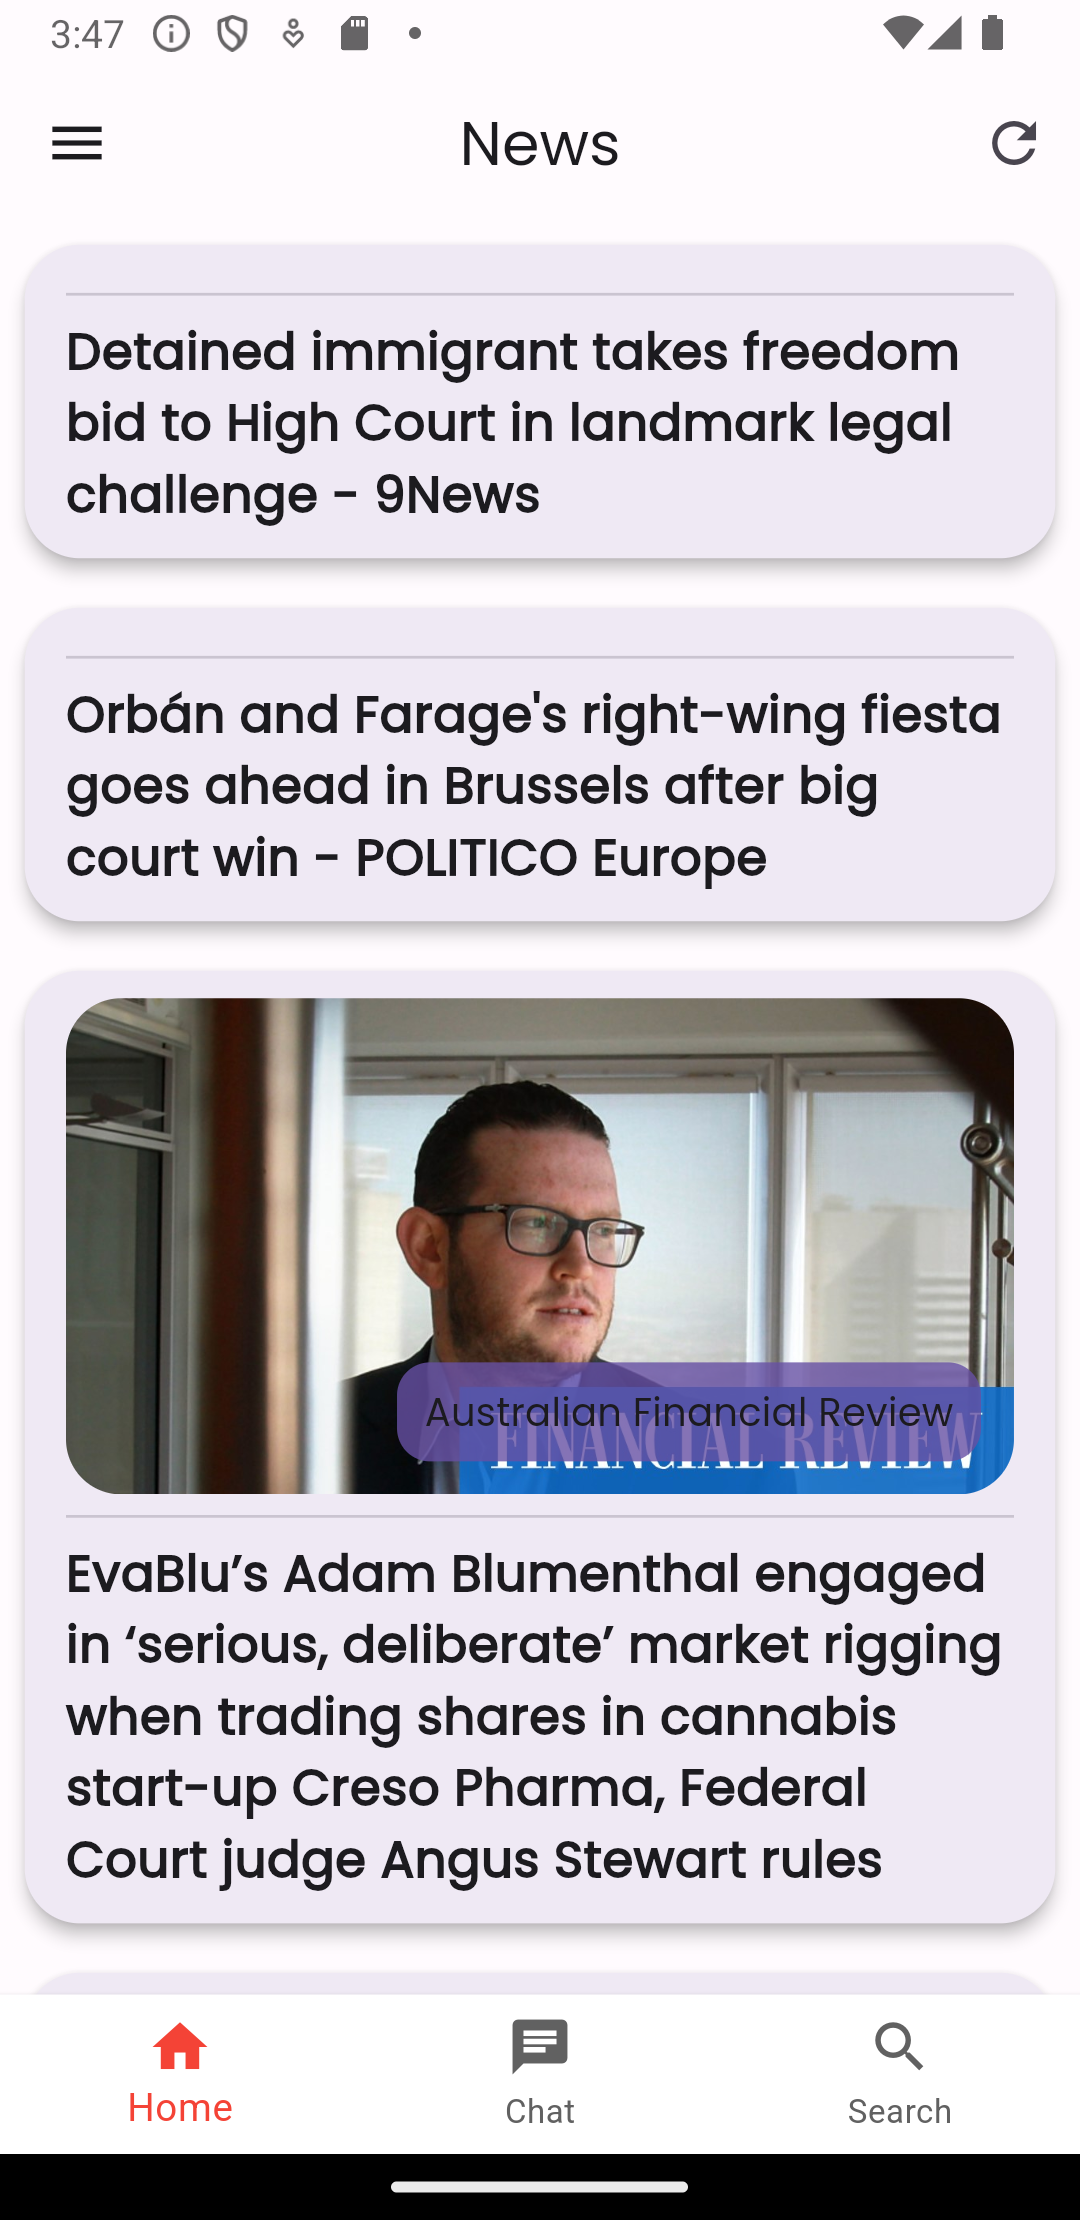 3:47
News
Detained immigrant takes freedom
bid to High Court in landmark legal
challenge - 9News
Orbán and Farage's right-wing fiesta
goes ahead in Brussels after big
court win - POLITICO Europe
Australian Financial Review
FINANCIAL REVIEW
EvaBlu’s Adam Blumenthal engaged
in ‘serious, deliberate’ market rigging
when trading shares in cannabis
start-up Creso Pharma, Federal
Court judge Angus Stewart rules
Home
Chat
Search